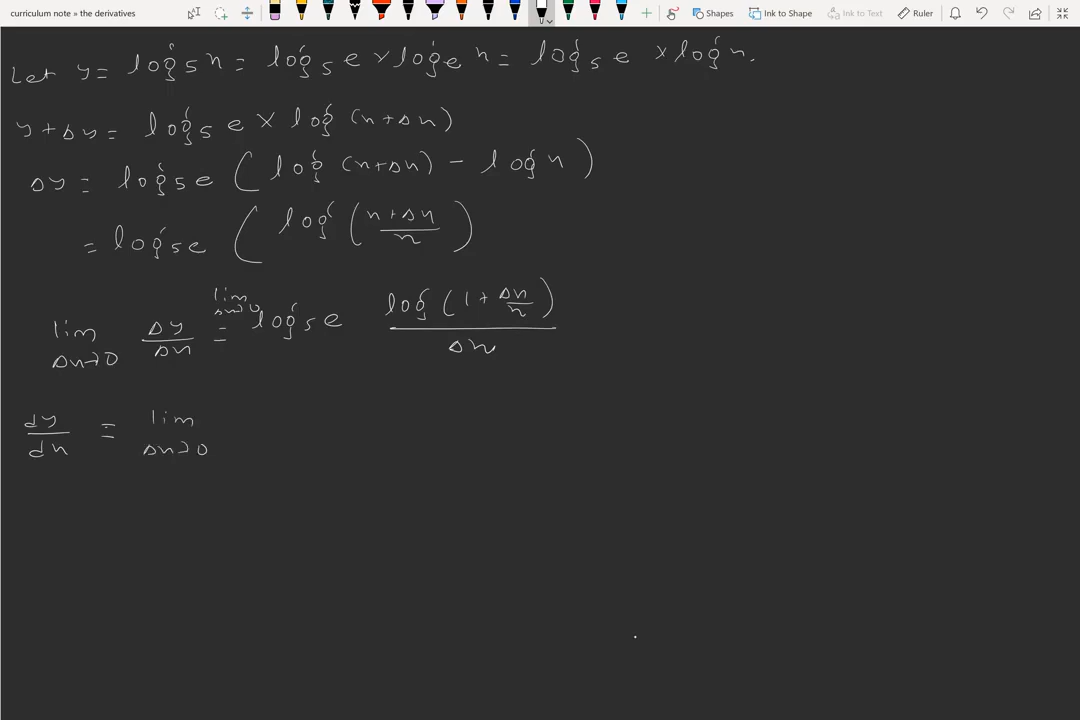 curriculum note » the derivatives Shapes Ink to Shape Ink to Text Ruler
Let y = log₅ x = log₅ e × logₑ x = log₅ e × log x.
y + Δy = log₅ e × log (x + Δx)
Δy = log₅ e ( log (x + Δx) - log x )
= log₅ e ( log ( (x + Δx)/x )
lim Δx→0 Δy/Δx = lim Δx→0 log₅ e log (1 + Δx/x) / Δx
dy/dx = lim Δx→0